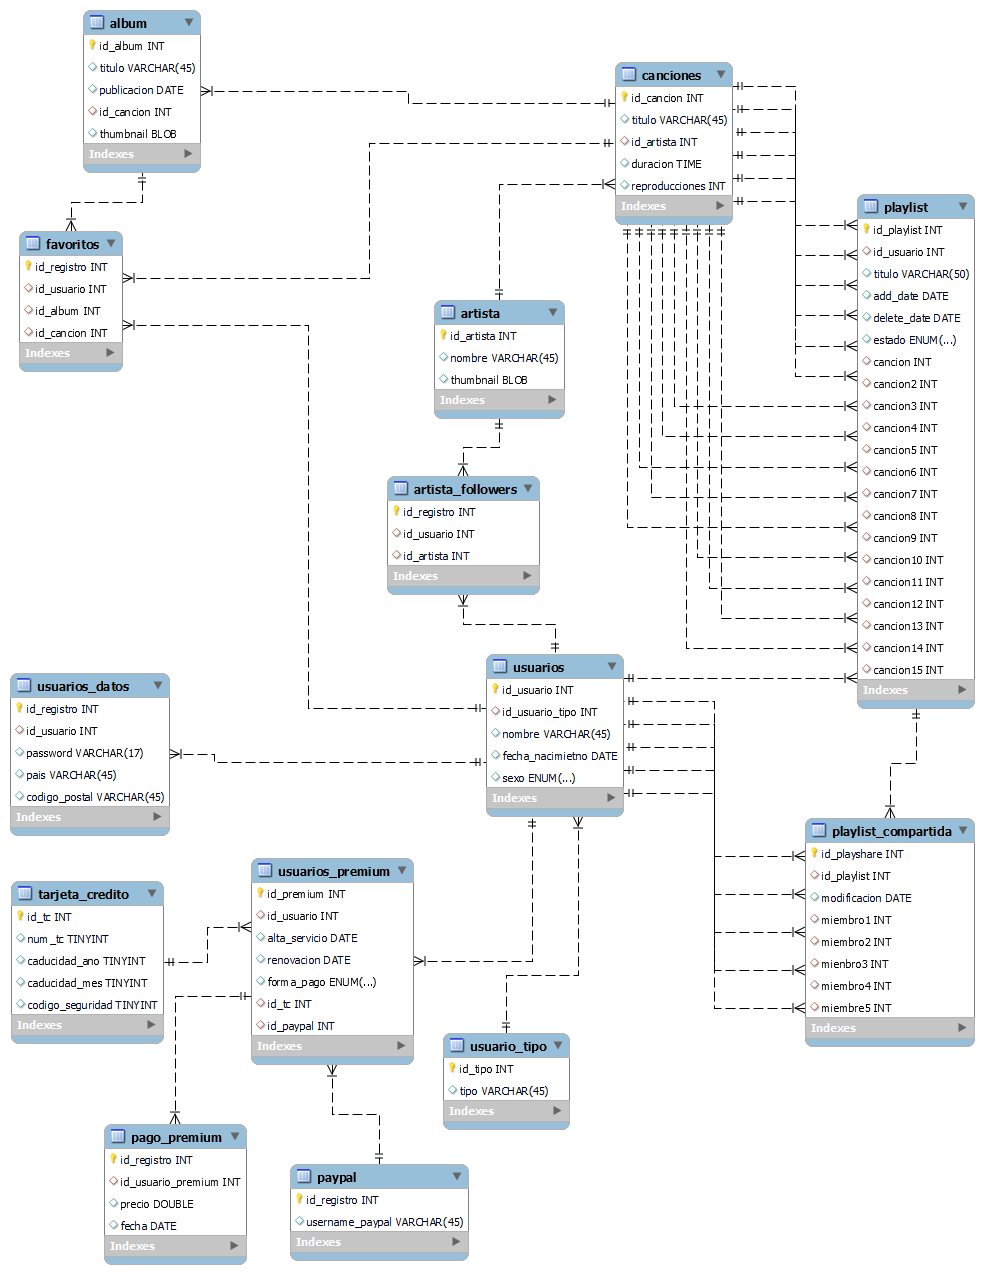 album
id_album INT
titulo VARCHAR(45)
publicacion DATE
id_cancion INT
thumbnail BLOB
Indexes
canciones
id_cancion INT
titulo VARCHAR(45)
id_artista INT
duracion TIME
reproducciones INT
Indexes
favoritos
id_registro INT
id_usuario INT
id_album INT
id_cancion INT
Indexes
artista
id_artista INT
nombre VARCHAR(45)
thumbnail BLOB
Indexes
playlist
id_playlist INT
id_usuario INT
titulo VARCHAR(50)
add_date DATE
delete_date DATE
estado ENUM(...)
cancion INT
cancion2 INT
cancion3 INT
cancion4 INT
cancion5 INT
cancion6 INT
cancion7 INT
cancion8 INT
cancion9 INT
cancion10 INT
cancion11 INT
cancion12 INT
cancion13 INT
cancion14 INT
cancion15 INT
Indexes
artista_followers
id_registro INT
id_usuario INT
id_artista INT
Indexes
usuarios
id_usuario INT
id_usuario_tipo INT
nombre VARCHAR(45)
fecha_nacimietno DATE
sexo ENUM(...)
Indexes
usuarios_datos
id_registro INT
id_usuario INT
password VARCHAR(17)
pais VARCHAR(45)
codigo_postal VARCHAR(45)
Indexes
playlist_compartida
id_playshare INT
id_playlist INT
modificacion DATE
miembro1 INT
miembro2 INT
mienbro3 INT
miembro4 INT
miembre5 INT
Indexes
tarjeta_credito
id_tc INT
num_tc TINYINT
caducidad_ano TINYINT
caducidad_mes TINYINT
codigo_seguridad TINYINT
Indexes
usuarios_premium
id_premium INT
id_usuario INT
alta_servicio DATE
renovacion DATE
forma_pago ENUM(...)
id_tc INT
id_paypal INT
Indexes
usuario_tipo
id_tipo INT
tipo VARCHAR(45)
Indexes
pago_premium
id_registro INT
id_usuario_premium INT
precio DOUBLE
fecha DATE
Indexes
paypal
id_registro INT
username_paypal VARCHAR(45)
Indexes